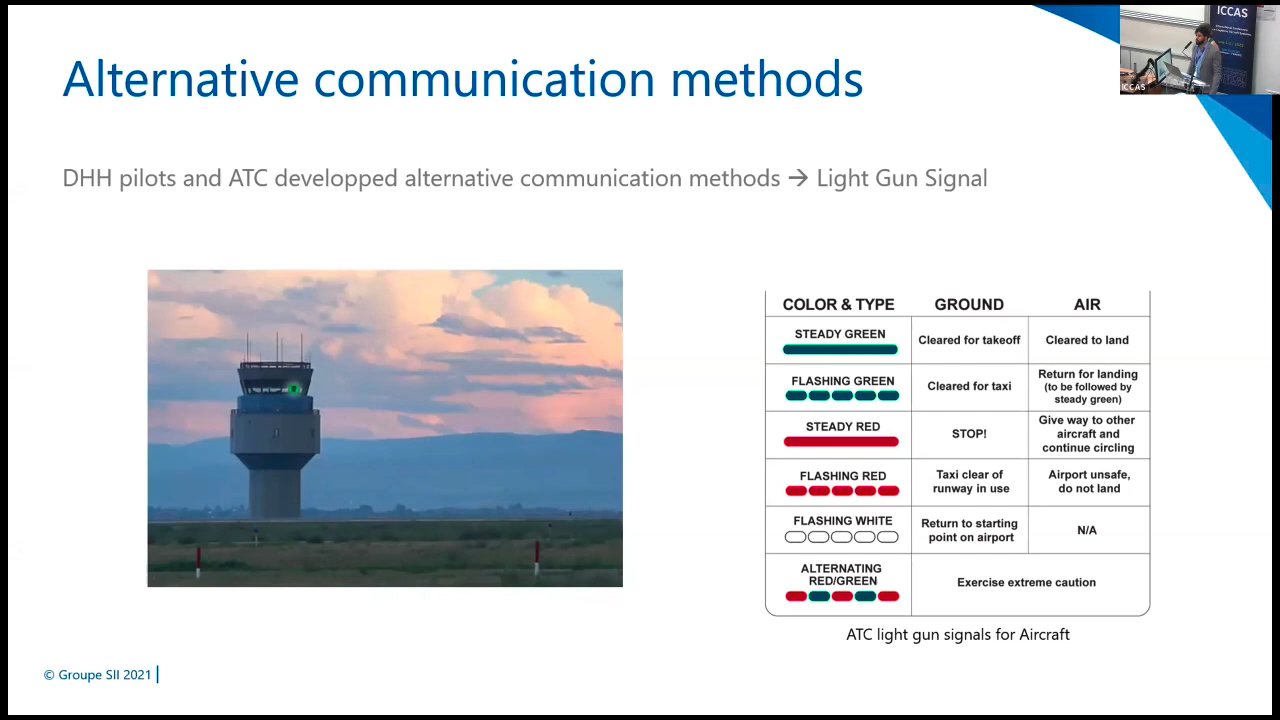 Alternative communication methods
ICCAS
ICCAS
DHH pilots and ATC developped alternative communication methods → Light Gun Signal
COLOR & TYPE GROUND AIR
STEADY GREEN Cleared for takeoff Cleared to land
FLASHING GREEN Cleared for taxi Return for landing
(to be followed by
steady green)
STEADY RED STOP! Give way to other
aircraft and
continue circling
FLASHING RED Taxi clear of Airport unsafe,
runway in use do not land
FLASHING WHITE Return to starting N/A
point on airport
ALTERNATING
RED/GREEN Exercise extreme caution
ATC light gun signals for Aircraft
© Groupe SII 2021